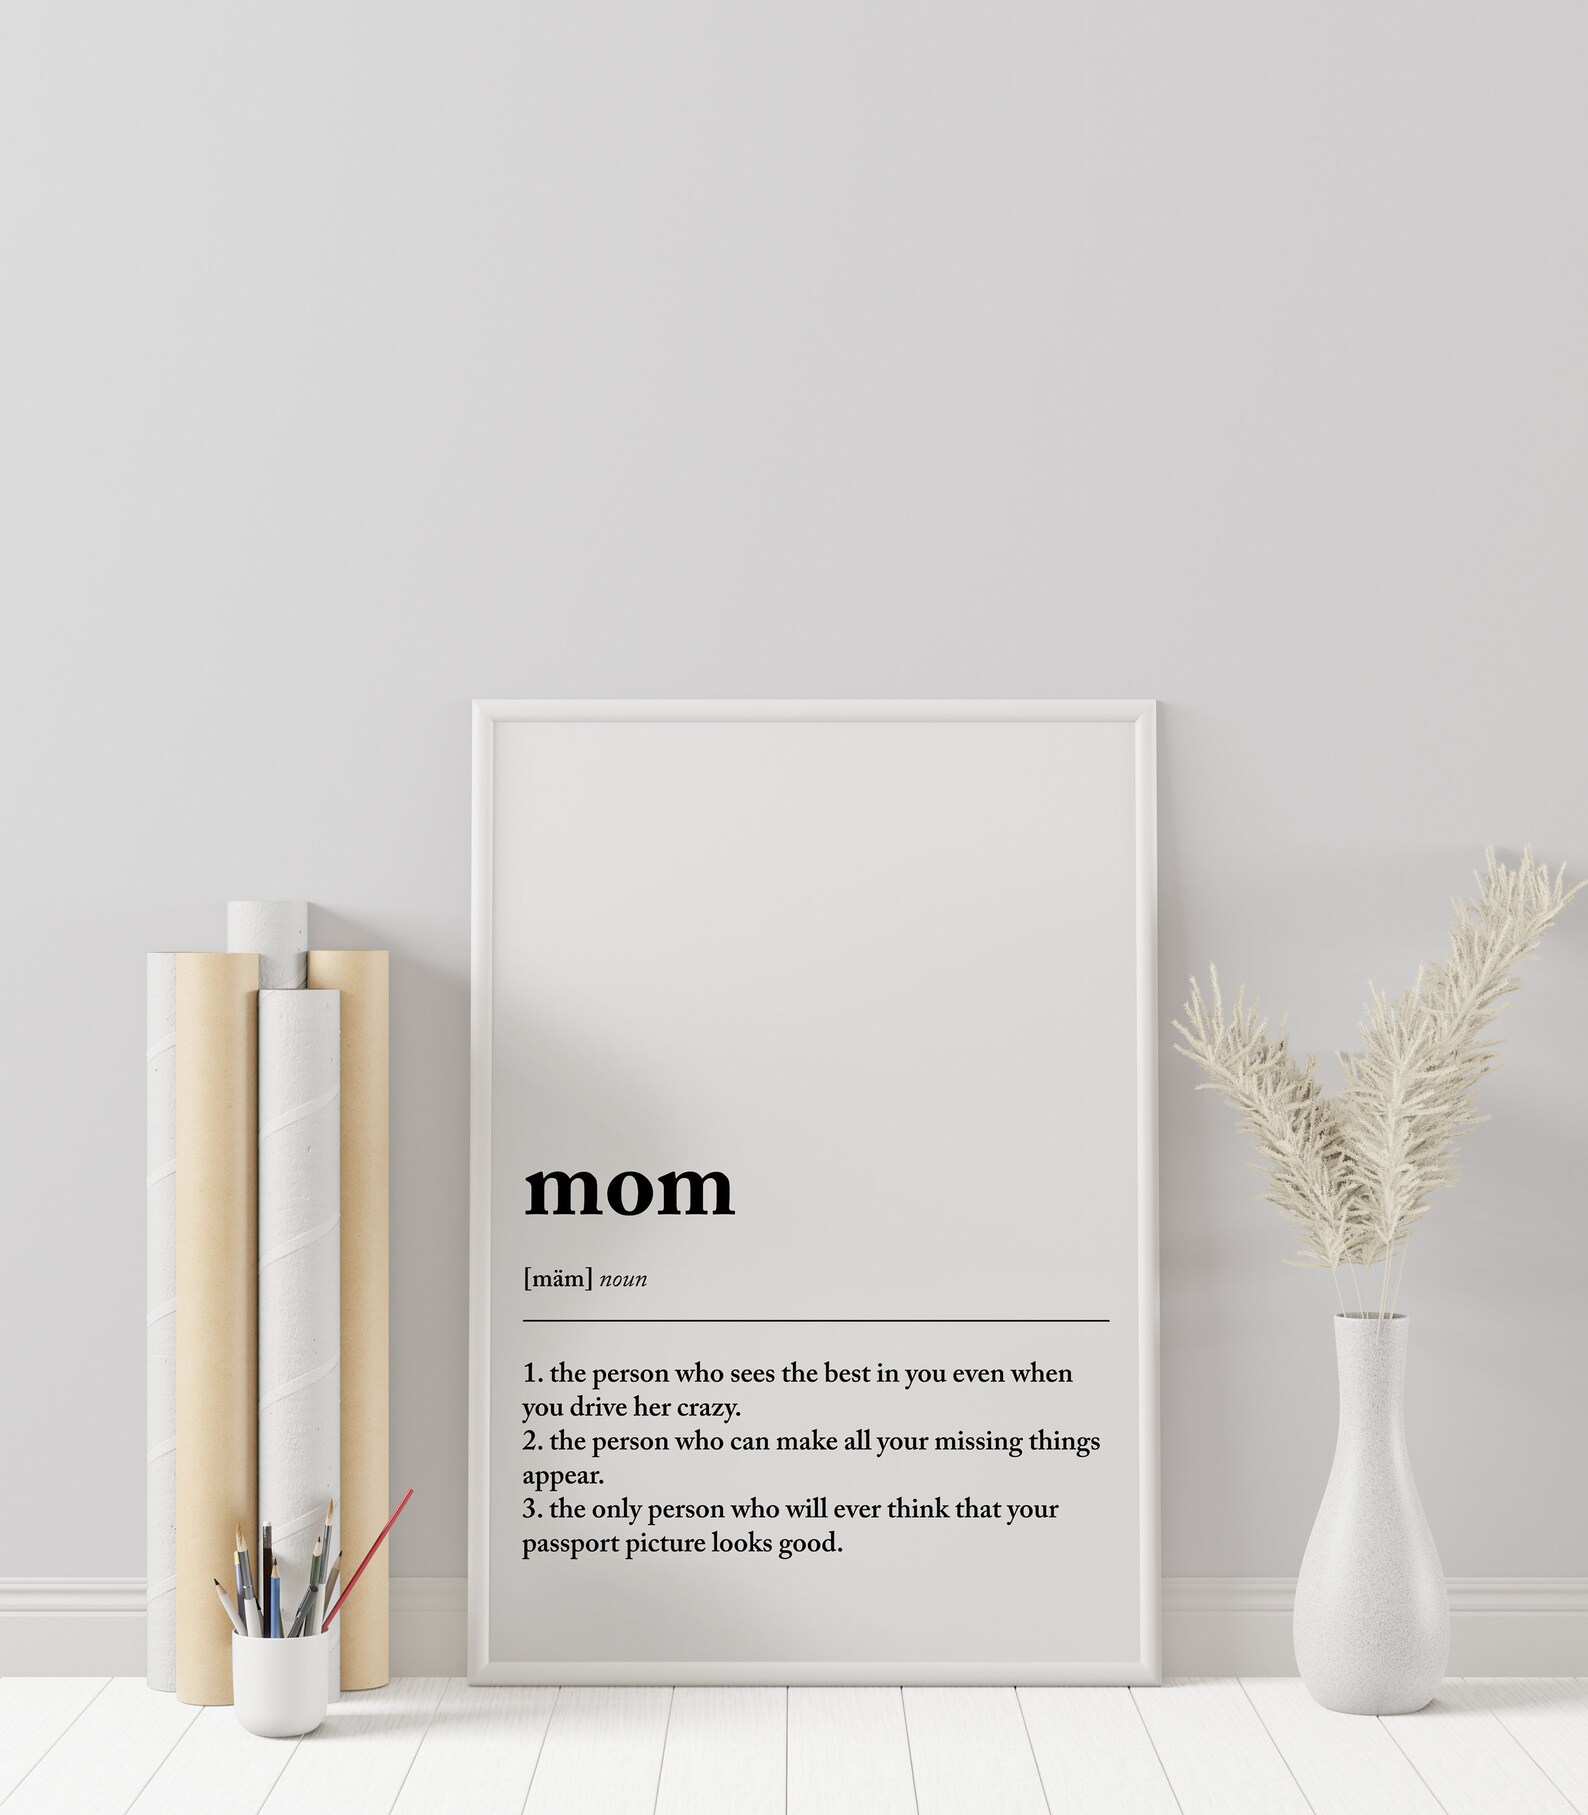 mom
[mäm] noun
1. the person who sees the best in you even when
you drive her crazy.
2. the person who can make all your missing things
appear.
3. the only person who will ever think that your
passport picture looks good.